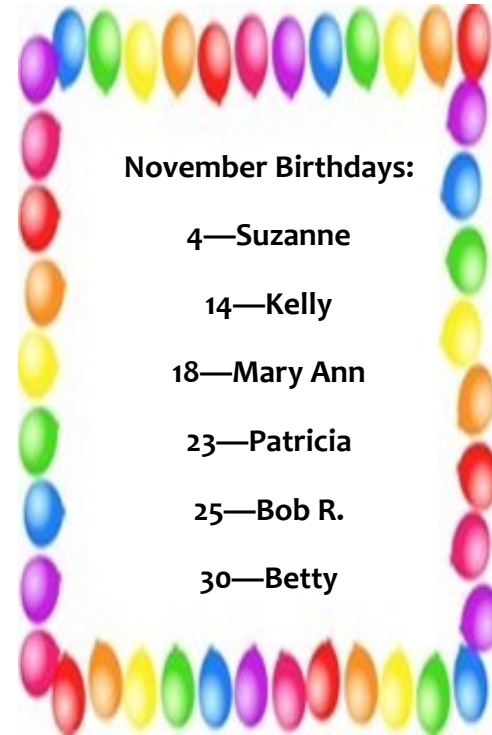 November Birthdays:
4—Suzanne
14—Kelly
18—Mary Ann
23—Patricia
25—Bob R.
30—Betty